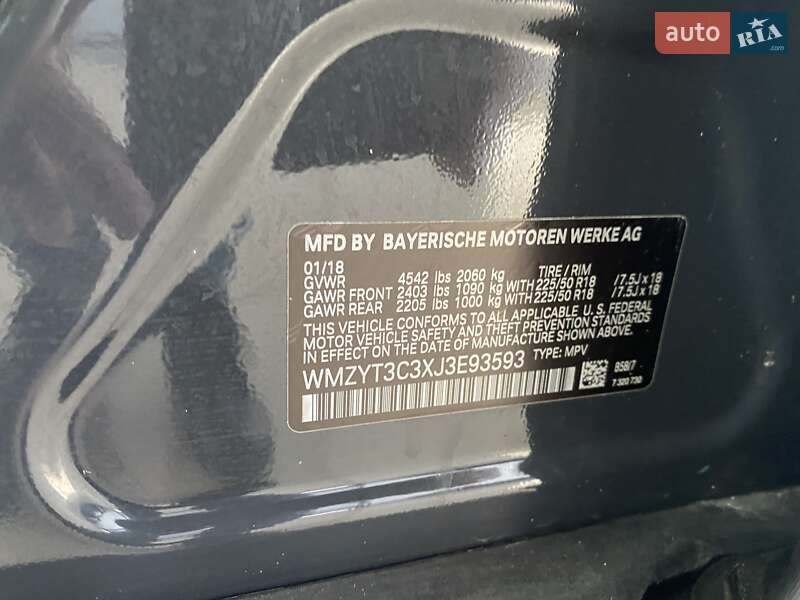 auto RIA.com
MFD BY BAYERISCHE MOTOREN WERKE AG
01/18 TIRE / RIM
GVWR 4542 lbs 2060 kg
GAWR FRONT 2403 lbs 1090 kg WITH 225/50 R18 / 7.5J x 18
GAWR REAR 2205 lbs 1000 kg WITH 225/50 R18 / 7.5J x 18
THIS VEHICLE CONFORMS TO ALL APPLICABLE U. S. FEDERAL
MOTOR VEHICLE SAFETY AND THEFT PREVENTION STANDARDS
IN EFFECT ON THE DATE OF MANUFACTURE SHOWN ABOVE.
WMZYT3C3XJ3E93593 TYPE: MPV
B5B/7
7 320 730